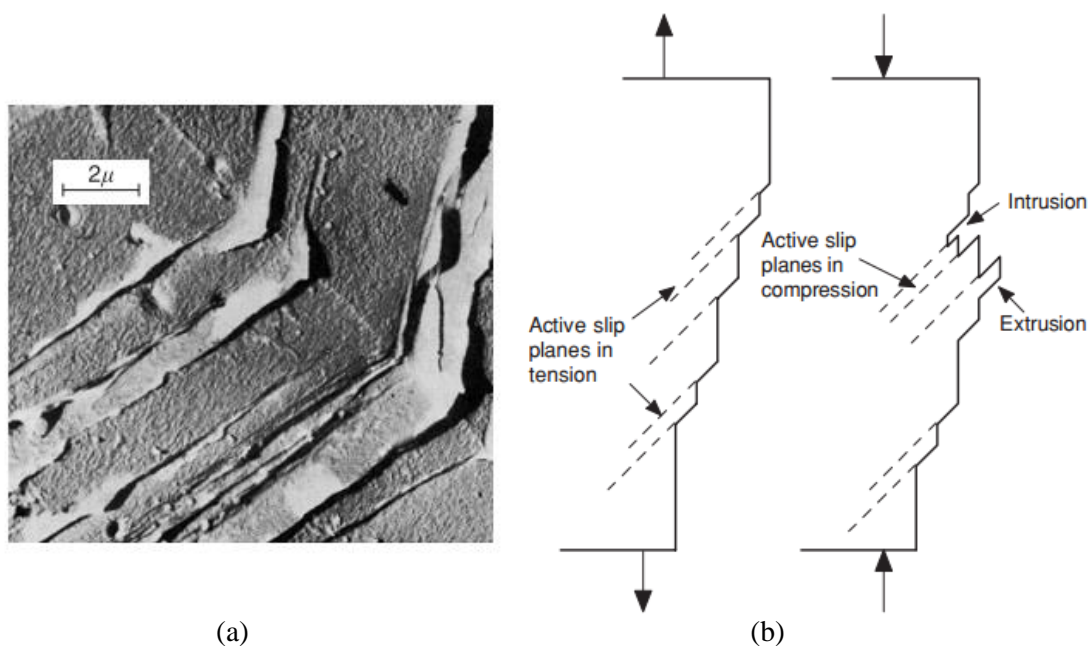 2μ
Active slip
planes in
tension
Active slip
planes in
compression
Intrusion
Extrusion
(a)
(b)